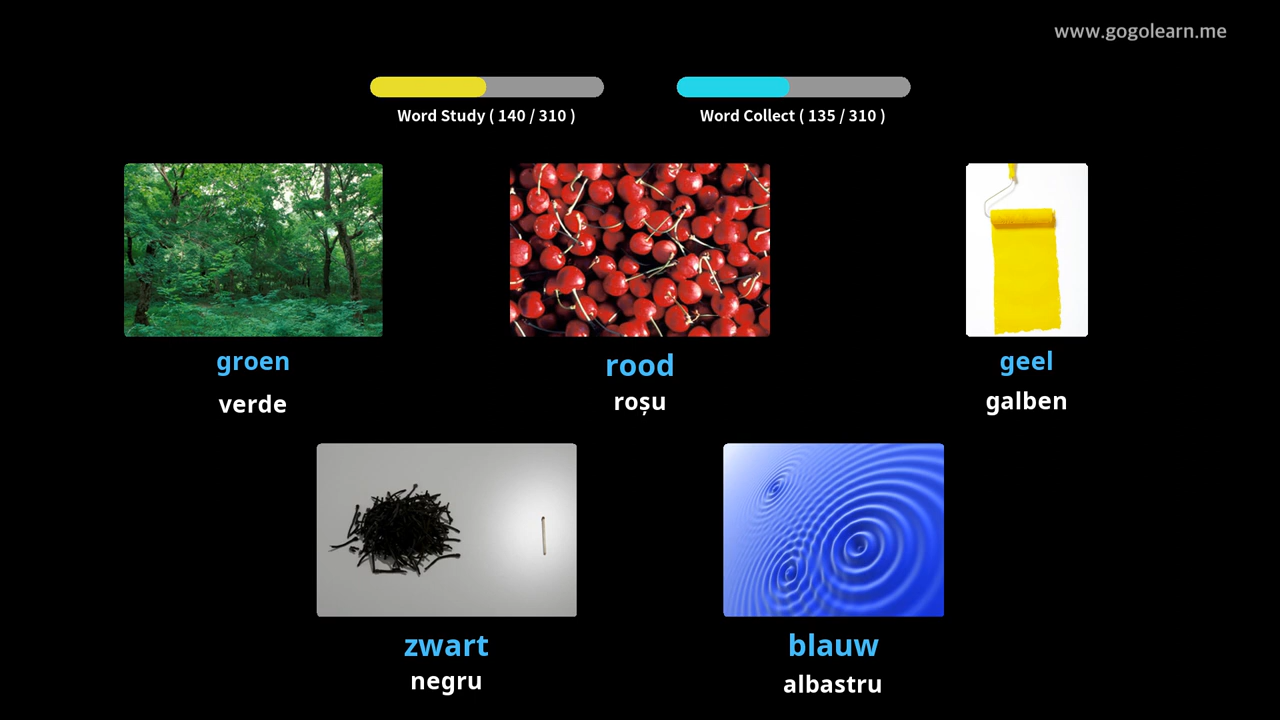 www.gogolearn.me
Word Study ( 140 / 310 )
Word Collect ( 135 / 310 )
groen
verde
rood
roșu
geel
galben
zwart
negru
blauw
albastru